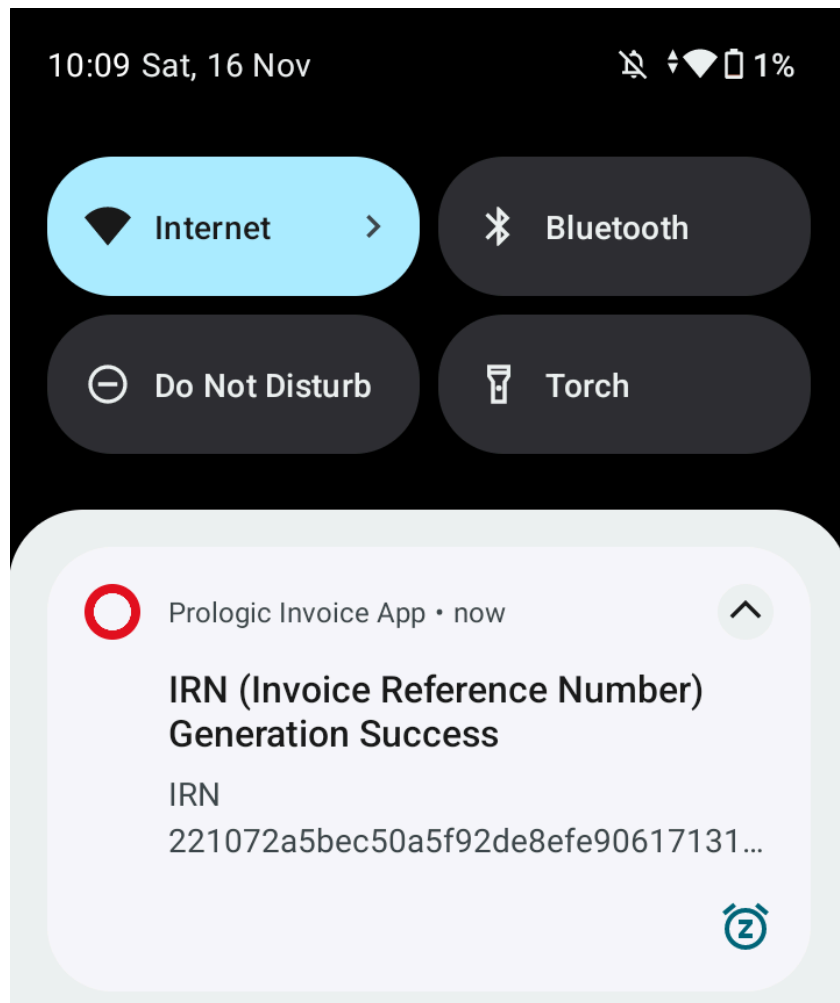 10:09 Sat, 16 Nov 1%
Internet Bluetooth
Do Not Disturb Torch
Prologic Invoice App • now
IRN (Invoice Reference Number)
Generation Success
IRN
221072a5bec50a5f92de8efe90617131…